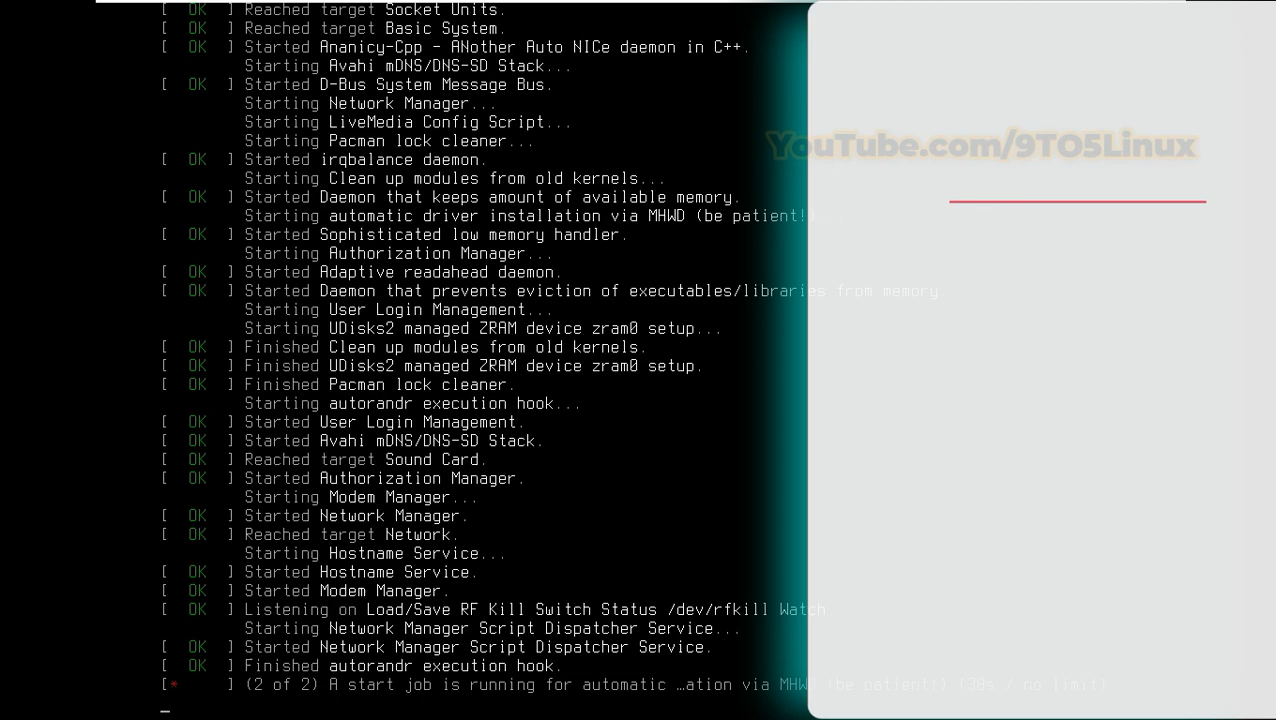 [  OK  ] Reached target Socket Units.
[  OK  ] Reached target Basic System.
[  OK  ] Started Ananicy-Cpp - ANother Auto NICe daemon in C++.
Starting Avahi mDNS/DNS-SD Stack...
[  OK  ] Started D-Bus System Message Bus.
Starting Network Manager...
Starting LiveMedia Config Script...
Starting Pacman lock cleaner...
YouTube.com/9TO5Linux
[  OK  ] Started irqbalance daemon.
Starting Clean up modules from old kernels...
[  OK  ] Started Daemon that keeps amount of available memory.
Starting automatic driver installation via MHWD (be patient!)
[  OK  ] Started Sophisticated low memory handler.
Starting Authorization Manager...
[  OK  ] Started Adaptive readahead daemon.
[  OK  ] Started Daemon that prevents eviction of executables/libraries from memory.
Starting User Login Management...
Starting UDisks2 managed ZRAM device zram0 setup...
[  OK  ] Finished Clean up modules from old kernels.
[  OK  ] Finished UDisks2 managed ZRAM device zram0 setup.
[  OK  ] Finished Pacman lock cleaner.
Starting autorandr execution hook...
[  OK  ] Started User Login Management.
[  OK  ] Started Avahi mDNS/DNS-SD Stack.
[  OK  ] Reached target Sound Card.
[  OK  ] Started Authorization Manager.
Starting Modem Manager...
[  OK  ] Started Network Manager.
[  OK  ] Reached target Network.
Starting Hostname Service...
[  OK  ] Started Hostname Service.
[  OK  ] Started Modem Manager.
[  OK  ] Listening on Load/Save RF Kill Switch Status /dev/rfkill Watch.
Starting Network Manager Script Dispatcher Service...
[  OK  ] Started Network Manager Script Dispatcher Service.
[  OK  ] Finished autorandr execution hook.
[*     ] (2 of 2) A start job is running for automatic …ation via MHWD (be patient!) (38s / no limit)